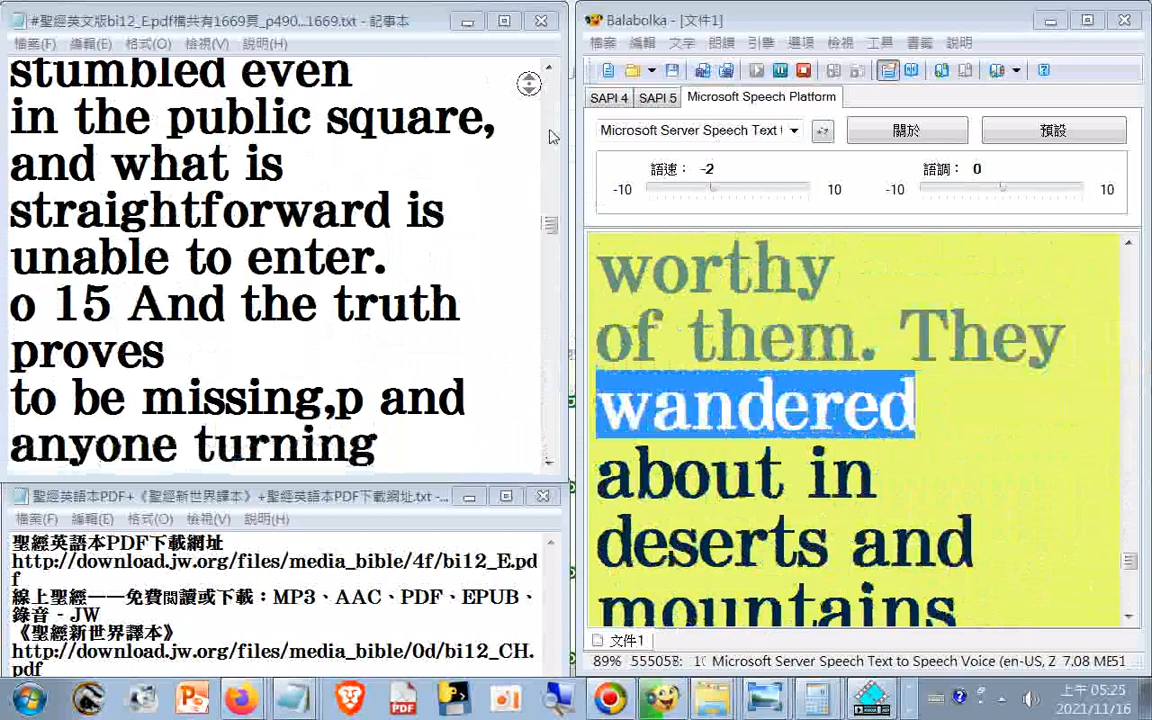 #聖經英文版bi12_E.pdf橫共有1669頁_p490...1669.txt - 記事本
檔案(F) 編輯(E) 格式(O) 檢視(V) 說明(H)
stumbled even
in the public square,
and what is
straightforward is
unable to enter.
o 15 And the truth
proves
to be missing,p and
anyone turning
聖經英語本PDF+《聖經新世界譯本》+聖經英語本PDF下載網址.txt - ...
檔案(F) 編輯(E) 格式(O) 檢視(V) 說明(H)
聖經英語本PDF下載網址
http://download.jw.org/files/media_bible/4f/bi12_E.pd
f
線上聖經——免費閱讀或下載：MP3、AAC、PDF、EPUB、
錄音 - JW
《聖經新世界譯本》
http://download.jw.org/files/media_bible/0d/bi12_CH.
pdf
Balabolka - [文件1]
檔案 編輯 文字 朗讀 引擎 選項 檢視 工具 書籤 說明
SAPI 4 SAPI 5 Microsoft Speech Platform
Microsoft Server Speech Text 關於 預設
語速： -2 語調： 0
-10 10 -10 10
worthy
of them. They
wandered
about in
deserts and
mountains
文件1
89% Microsoft Server Speech Text to Speech Voice (en-US, Z 7.08 ME51
上午 05:25
2021/11/16